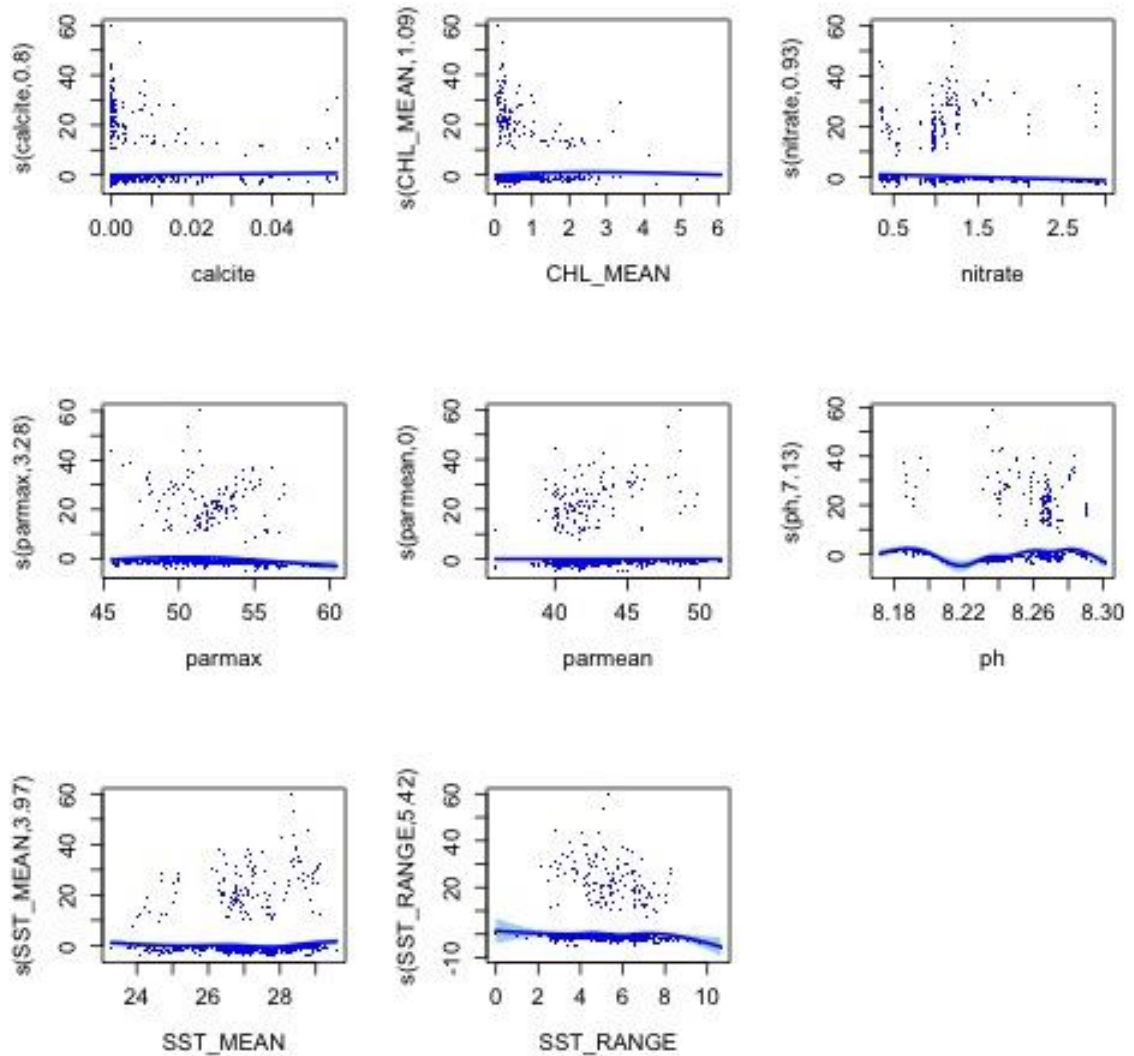 s(calcite,0.8)
60
40
20
0
0.00 0.02 0.04
calcite
s(CHL_MEAN,1.09)
60
40
20
0
0 1 2 3 4 5 6
CHL_MEAN
s(nitrate,0.93)
60
40
20
0
0.5 1.5 2.5
nitrate
s(parmax,3.28)
60
40
20
0
45 50 55 60
parmax
s(parmean,0)
60
40
20
0
40 45 50
parmean
s(ph,7.13)
60
40
20
0
8.18 8.22 8.26 8.30
ph
s(SST_MEAN,3.97)
60
40
20
0
24 26 28
SST_MEAN
s(SST_RANGE,5.42)
60
40
20
-10
0 2 4 6 8 10
SST_RANGE